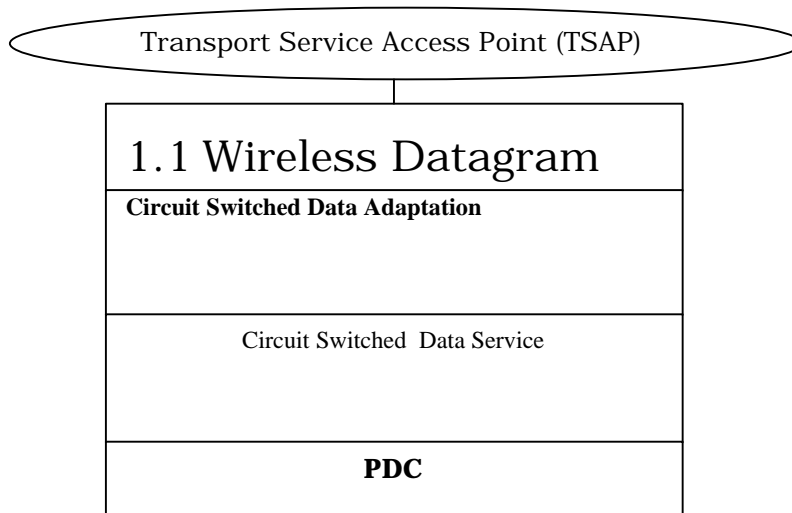 Transport Service Access Point (TSAP)
1.1 Wireless Datagram
Circuit Switched Data Adaptation
Circuit Switched Data Service
PDC